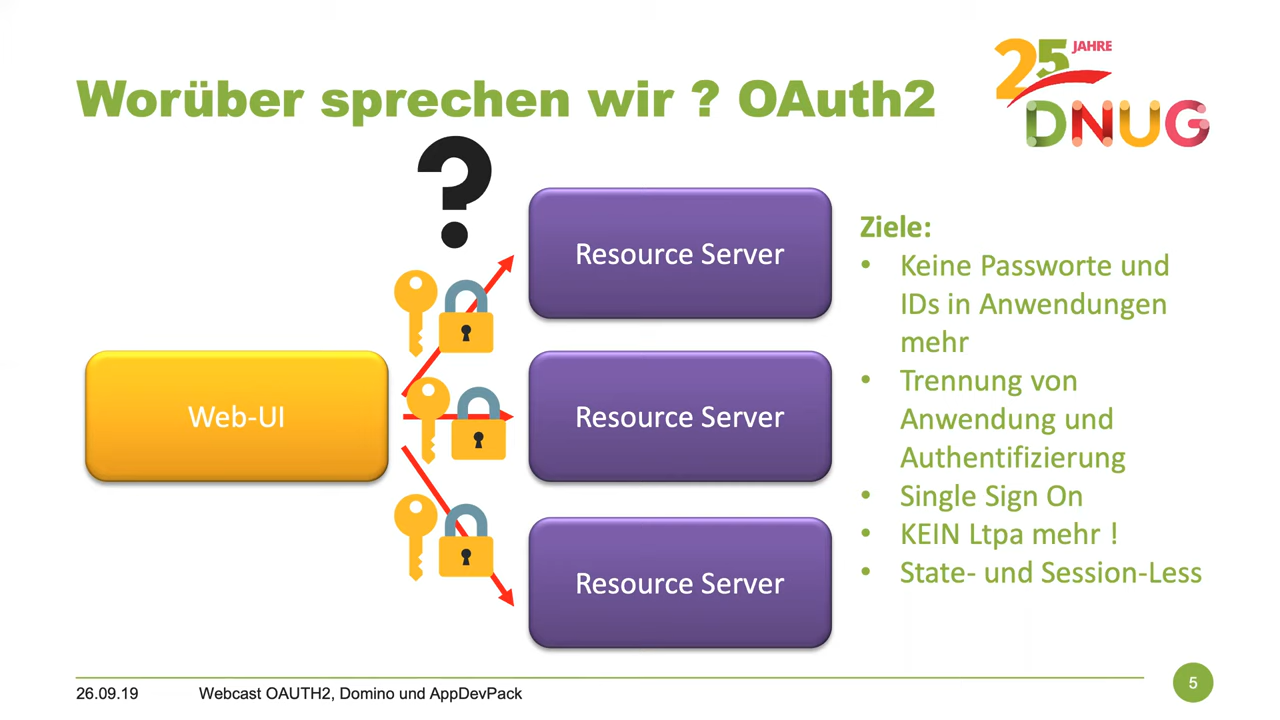 Worüber sprechen wir ? OAuth2
25 JAHRE
DNUG
?
Web-UI
Resource Server
Resource Server
Resource Server
Ziele:
• Keine Passworte und
IDs in Anwendungen
mehr
• Trennung von
Anwendung und
Authentifizierung
• Single Sign On
• KEIN Ltpa mehr !
• State- und Session-Less
26.09.19 Webcast OAUTH2, Domino und AppDevPack
5